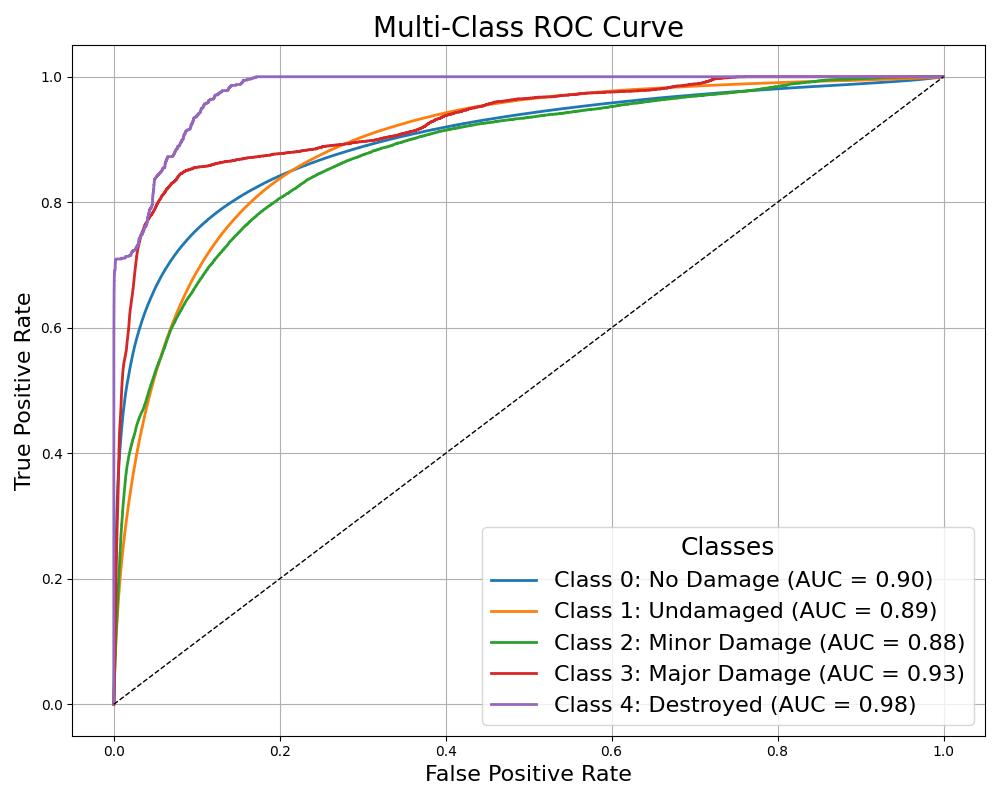 Multi-Class ROC Curve
True Positive Rate
1.0
0.8
0.6
0.4
0.2
0.0
Classes
Class 0: No Damage (AUC = 0.90)
Class 1: Undamaged (AUC = 0.89)
Class 2: Minor Damage (AUC = 0.88)
Class 3: Major Damage (AUC = 0.93)
Class 4: Destroyed (AUC = 0.98)
0.0 0.2 0.4 0.6 0.8 1.0
False Positive Rate